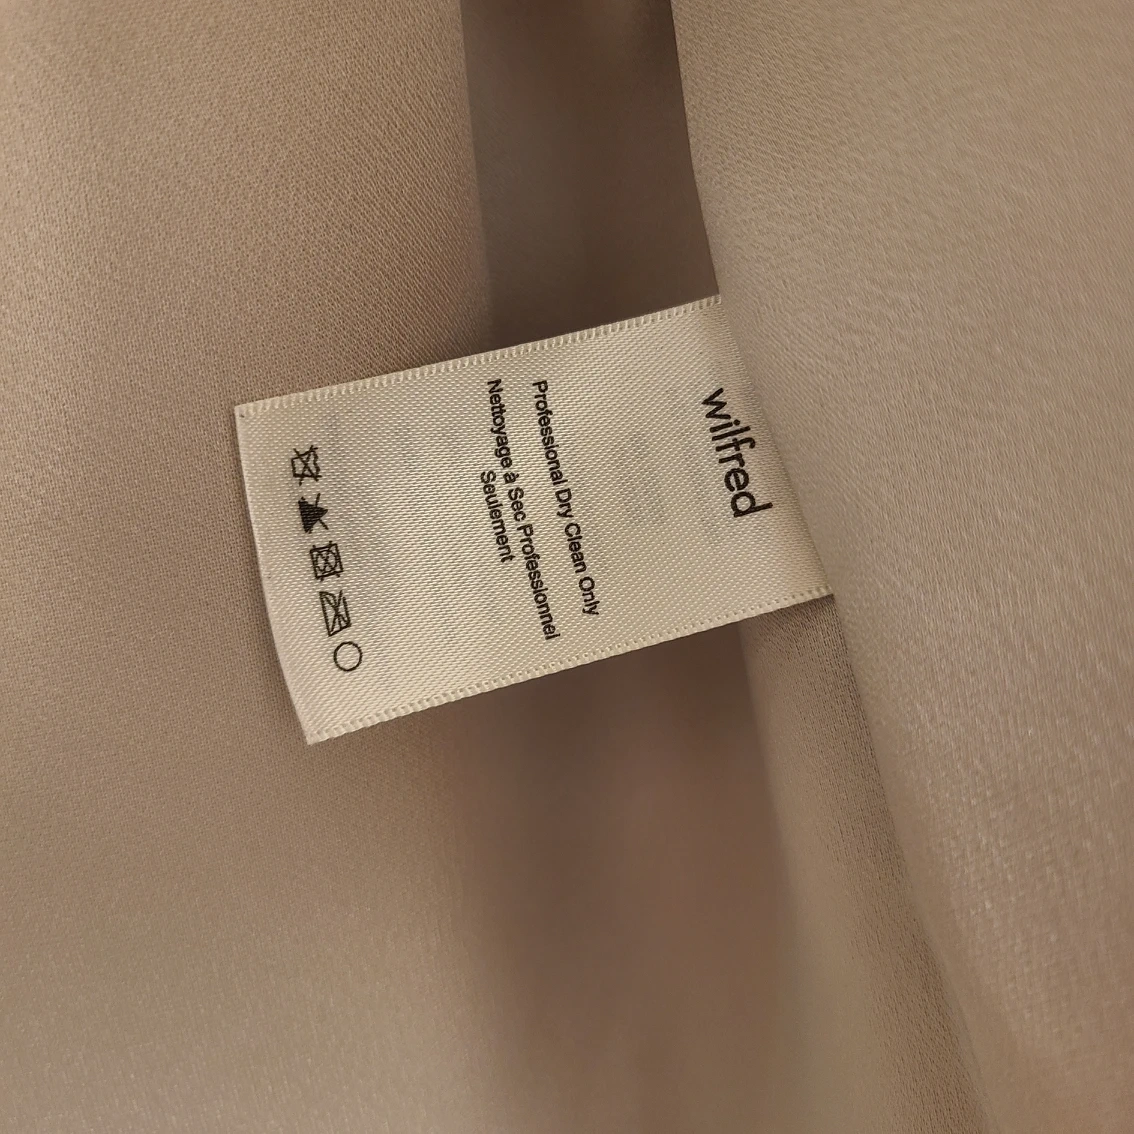 wilfred
Professional Dry Clean Only
Nettoyage à Sec Professionnel
Seulement